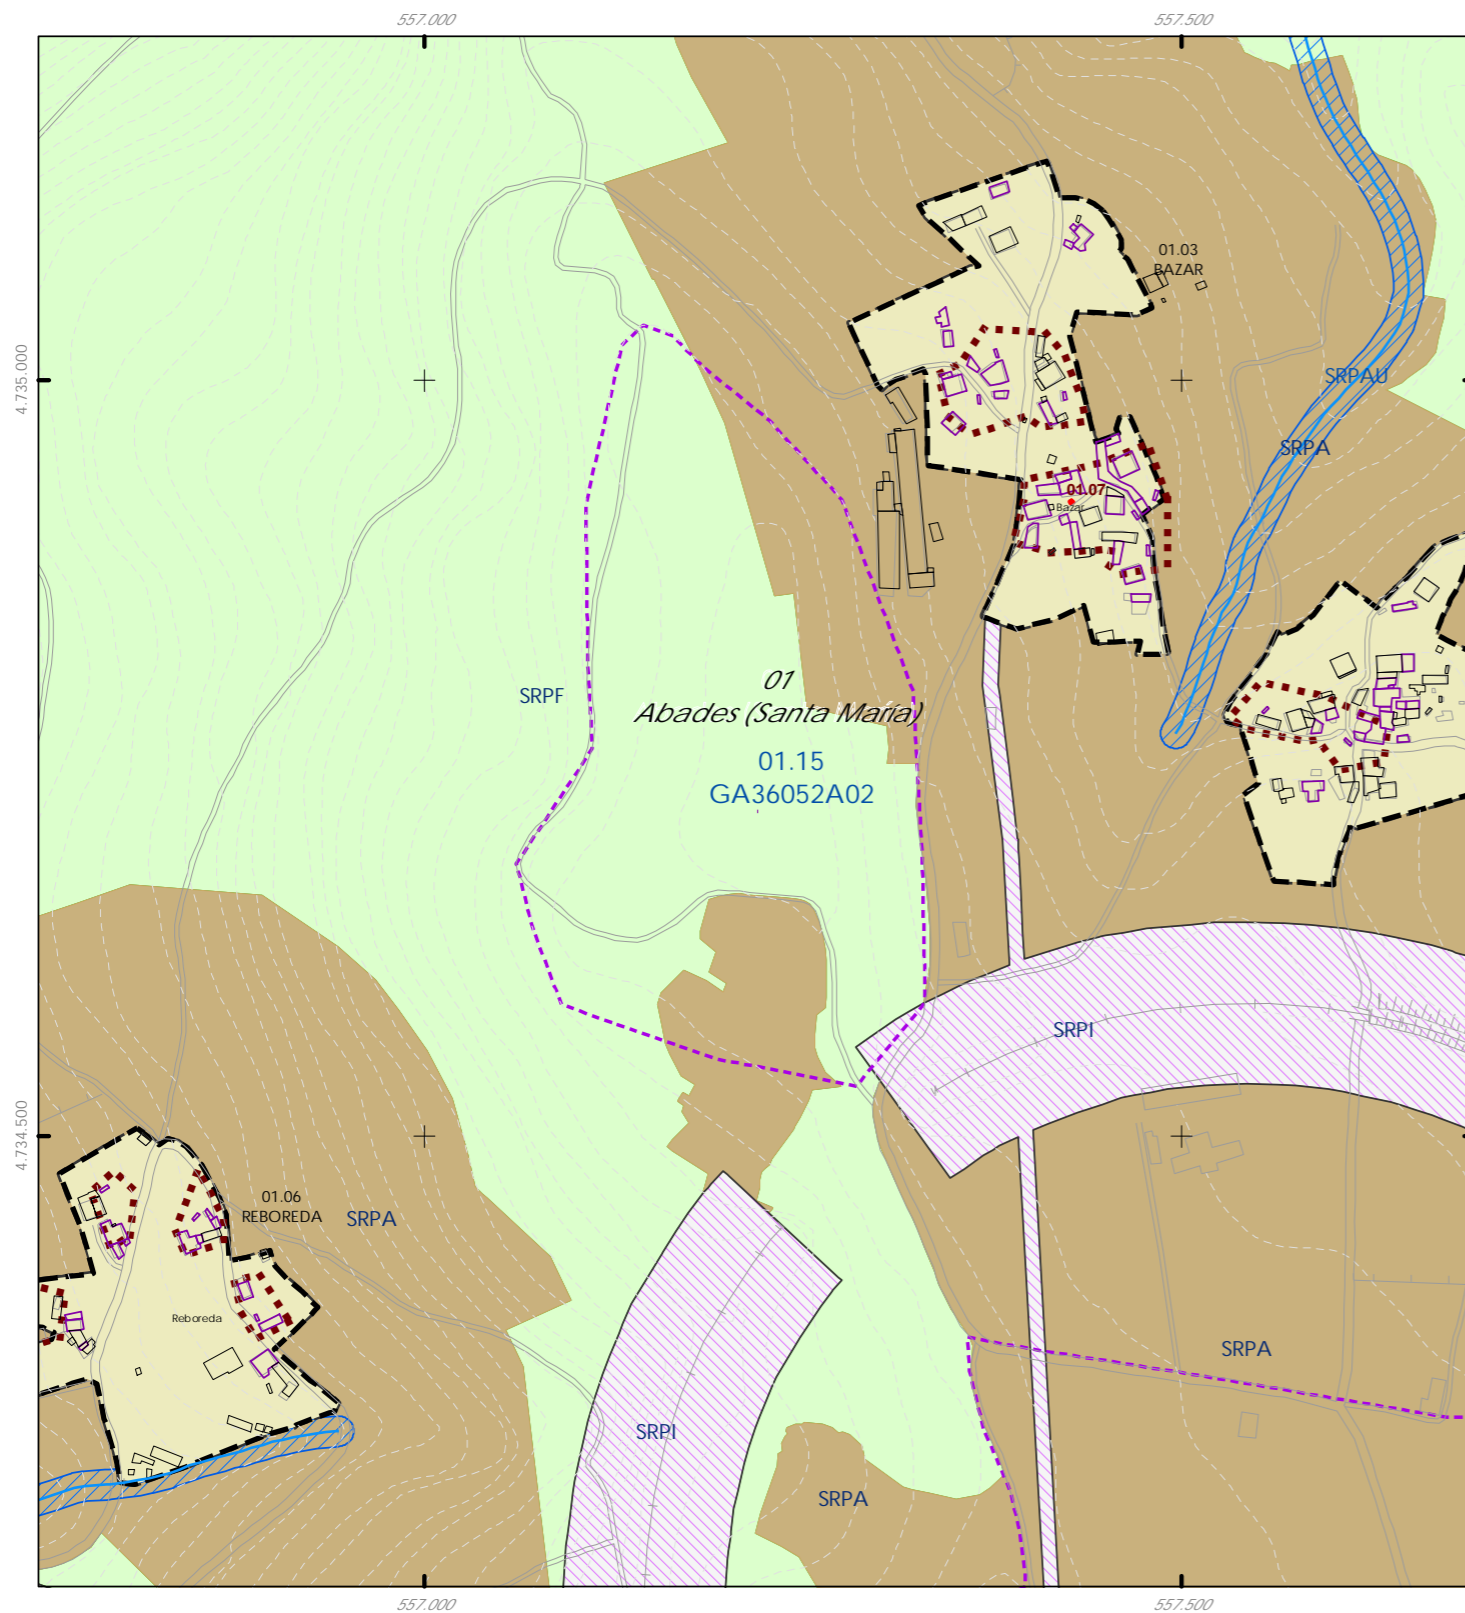 557.000
557.500
01.03
BAZAR
4.735.000
SRPAU
SRPA
01.07
Bazar
01
Abades (Santa María)
SRPF
01.15
GA36052A02
SRPI
4.734.500
01.06
REBOREDA
SRPA
Reboreda
SRPA
SRPI
SRPA
557.000
557.500